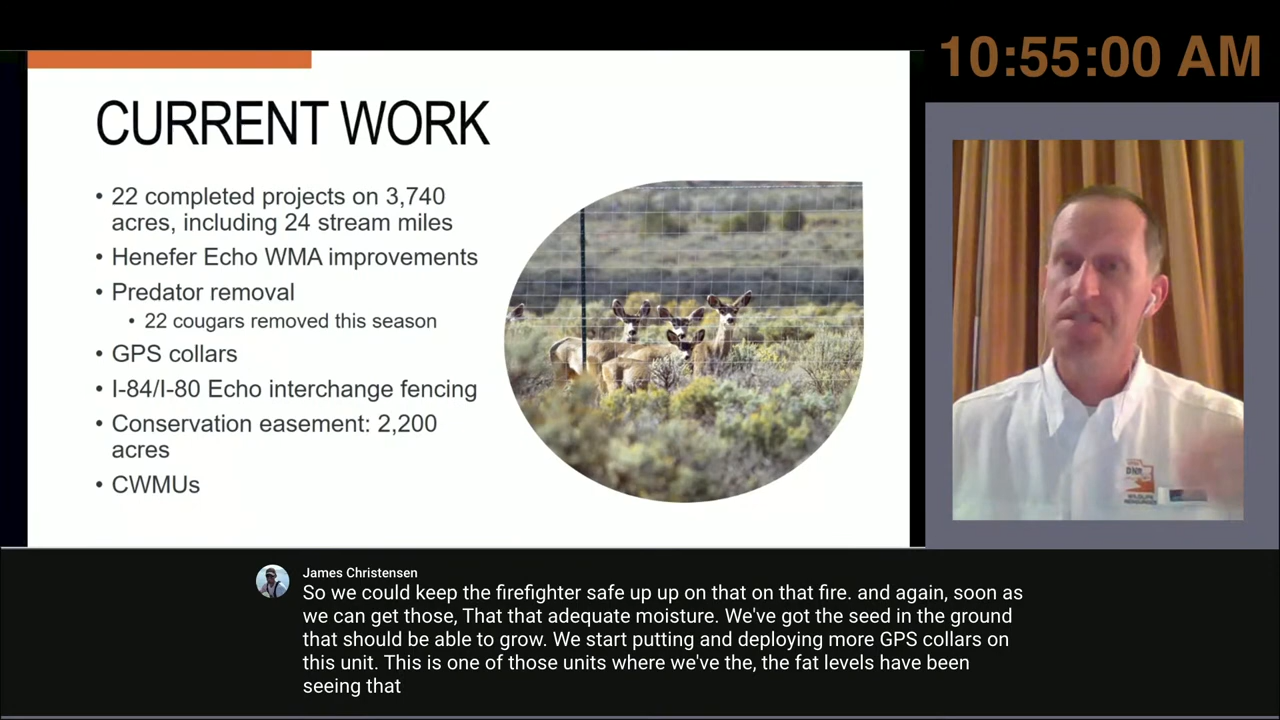 10:55:00 AM
CURRENT WORK
• 22 completed projects on 3,740
acres, including 24 stream miles
• Henefer Echo WMA improvements
• Predator removal
• 22 cougars removed this season
• GPS collars
• I-84/I-80 Echo interchange fencing
• Conservation easement: 2,200
acres
• CWMUs
DNR
James Christensen
So we could keep the firefighter safe up up on that on that fire. and again, soon as
we can get those, That that adequate moisture. We've got the seed in the ground
that should be able to grow. We start putting and deploying more GPS collars on
this unit. This is one of those units where we've the, the fat levels have been
seeing that